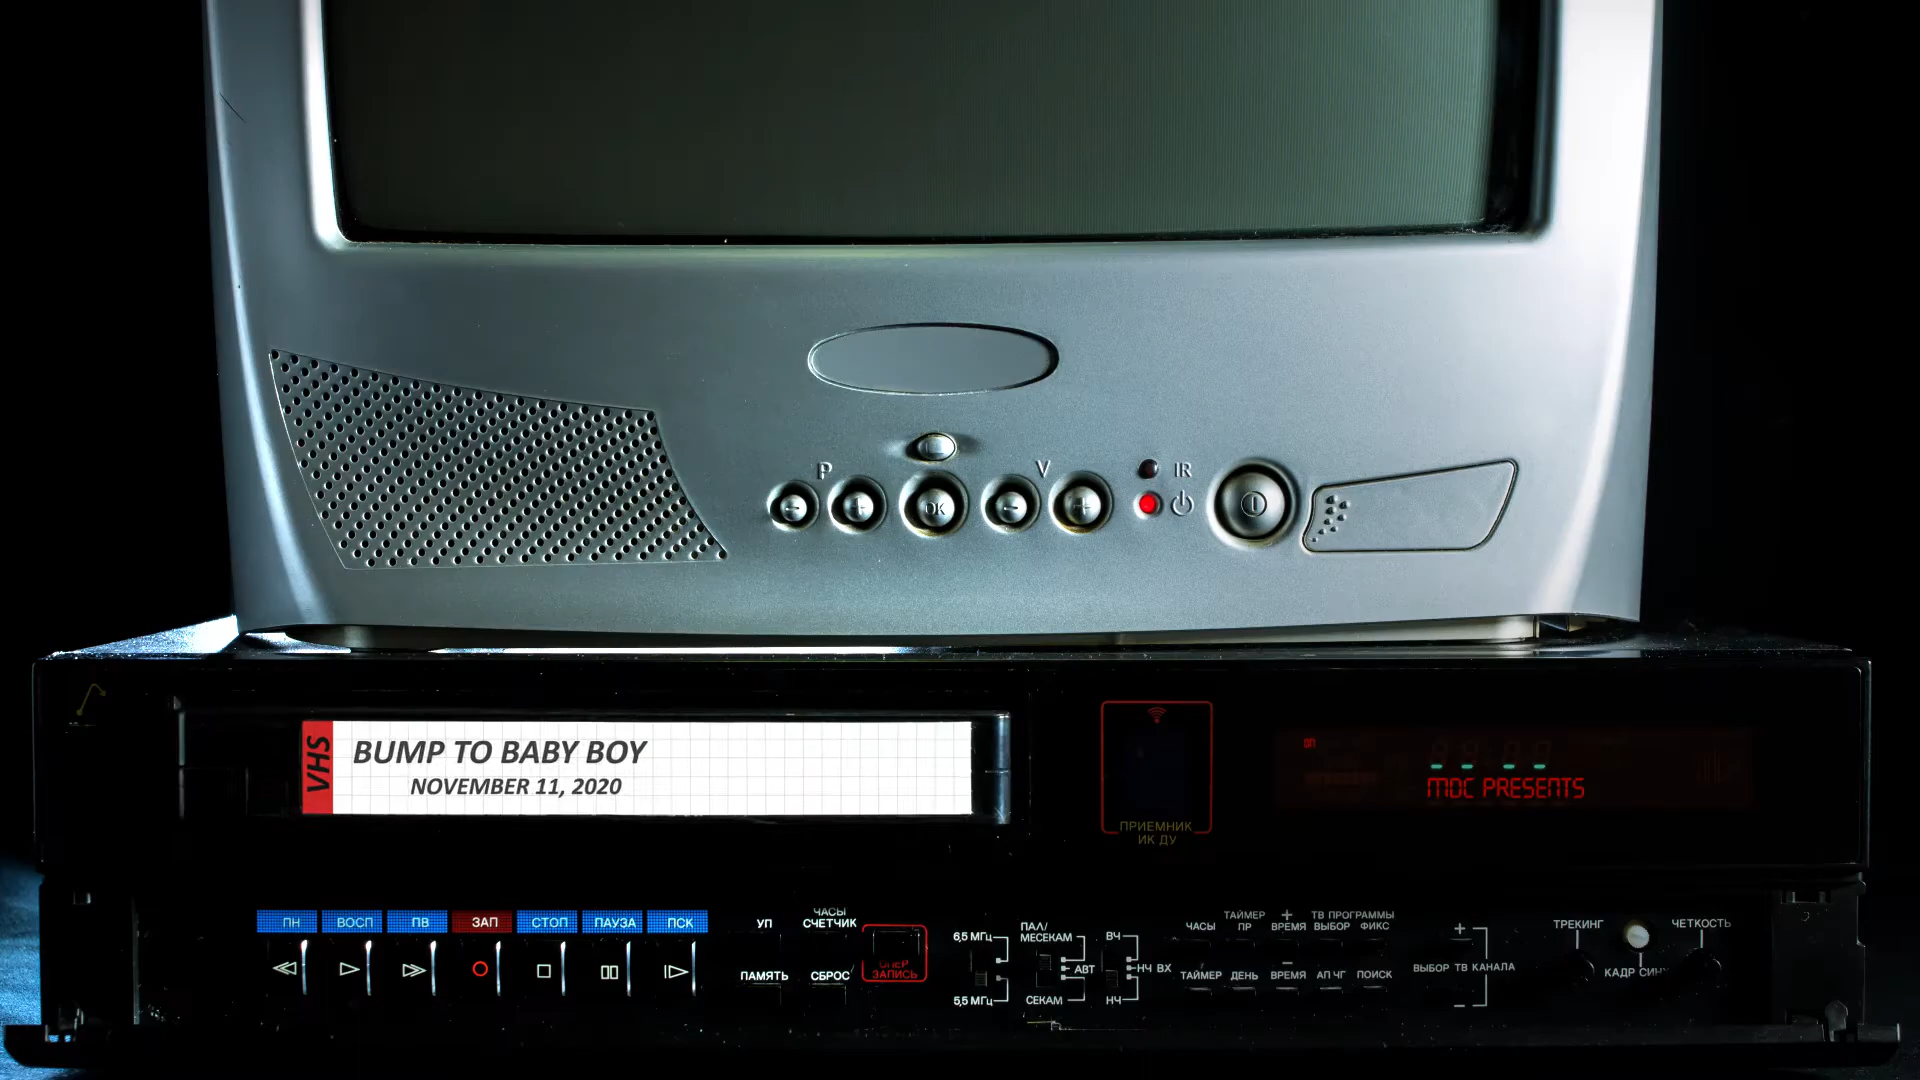 P
V
IR
OK
VHS
BUMP TO BABY BOY
NOVEMBER 11, 2020
ПРИЕМНИК
ИК ДУ
ON
MDC PRESENTS
ПН
ВОСП
ПВ
ЗАП
СТОП
ПАУЗА
ПСК
УП
ЧАСЫ
СЧЕТЧИК
ПАМЯТЬ
СБРОС
ЗАПИСЬ
6,5 МГц
5,5 МГц
ПАЛ/
МЕСЕКАМ
АВТ
СЕКАМ
ВЧ
НЧ ВХ
НЧ
ЧАСЫ
ТАЙМЕР
ПР
+
ВРЕМЯ
ТВ ПРОГРАММЫ
ВЫБОР ФИКС
ТАЙМЕР
ДЕНЬ
−
ВРЕМЯ
АП ЧГ
ПОИСК
+
ВЫБОР ТВ КАНАЛА
−
ТРЕКИНГ
КАДР СИНХ
ЧЕТКОСТЬ